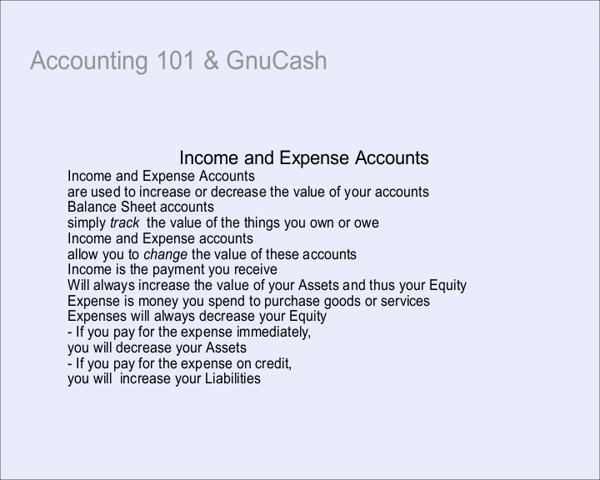 Accounting 101 & GnuCash
Income and Expense Accounts
Income and Expense Accounts
are used to increase or decrease the value of your accounts
Balance Sheet accounts
simply track the value of the things you own or owe
Income and Expense accounts
allow you to change the value of these accounts
Income is the payment you receive
Will always increase the value of your Assets and thus your Equity
Expense is money you spend to purchase goods or services
Expenses will always decrease your Equity
- If you pay for the expense immediately,
you will decrease your Assets
- If you pay for the expense on credit,
you will increase your Liabilities